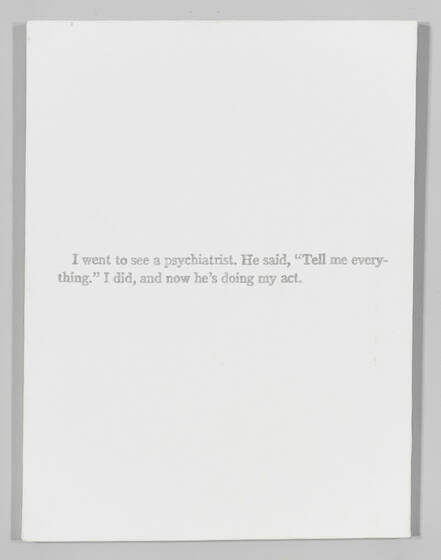 I went to see a psychiatrist. He said, “Tell me every-
thing.” I did, and now he’s doing my act.